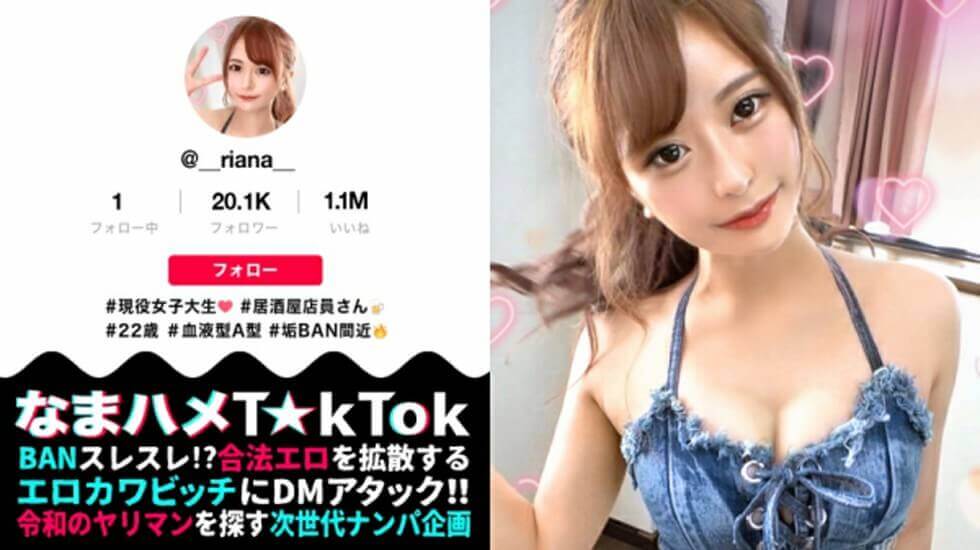 @__riana__
1 20.1K 1.1M
フォロー中 フォロワー いいね
フォロー
#現役女子大生💗 #居酒屋店員さん🍻
#22歳 #血液型A型 #垢BAN間近🔥
なまハメT★kTok
BANスレスレ!?合法エロを拡散する
エロカワビッチにDMアタック!!
令和のヤリマンを探す次世代ナンパ企画